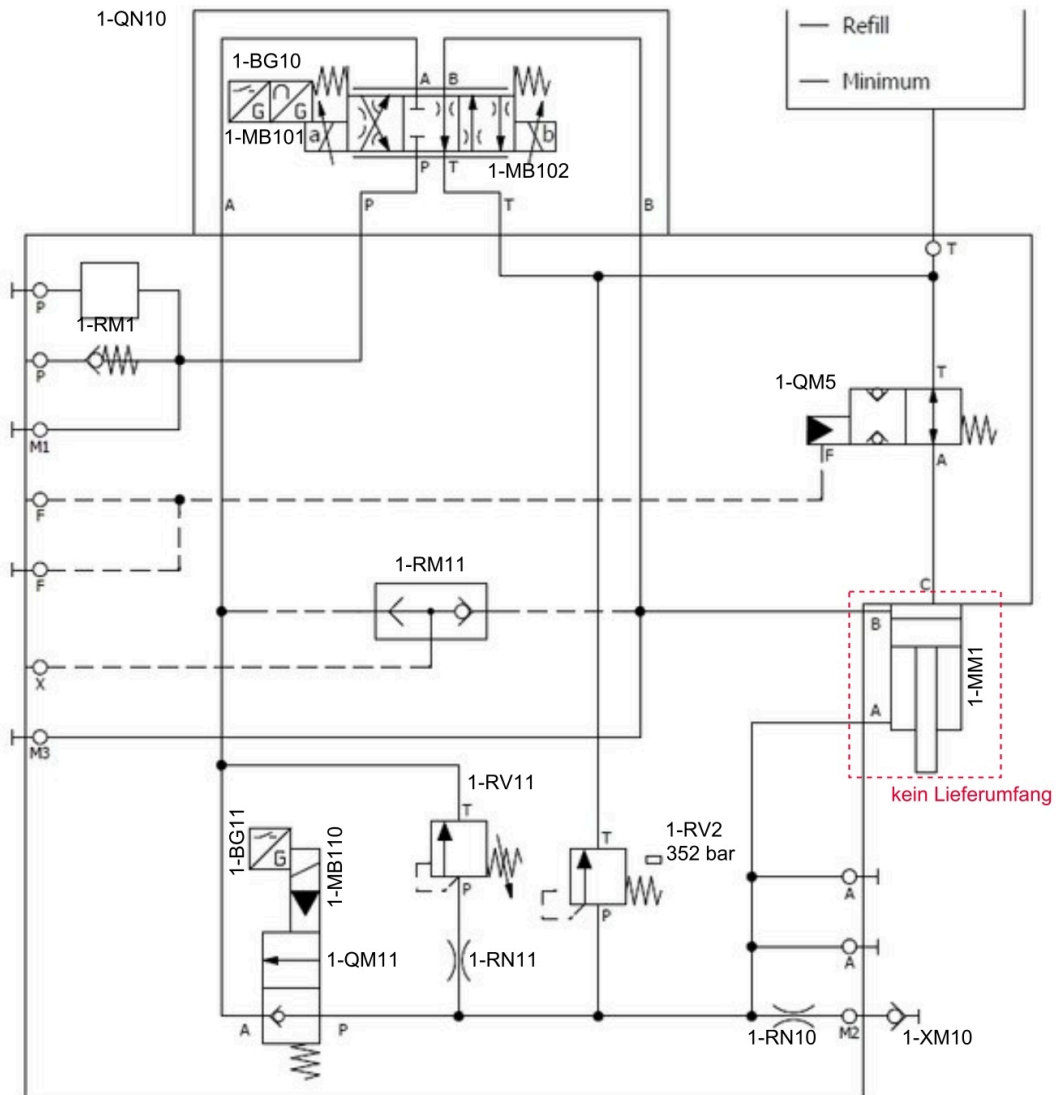 1-QN10
Refill
1-BG10
A B
Minimum
G G
1-MB101
a
b
P T
1-MB102
A
P
T
B
T
P
1-RM1
P
1-QM5
T
M1
F
A
F
1-RM11
F
C
B
X
1-MM1
A
M3
1-RV11
kein Lieferumfang
T
1-BG11
G
1-MB110
1-RV2
352 bar
T
P
A
P
1-QM11
1-RN11
A
A
P
1-RN10
M2
1-XM10